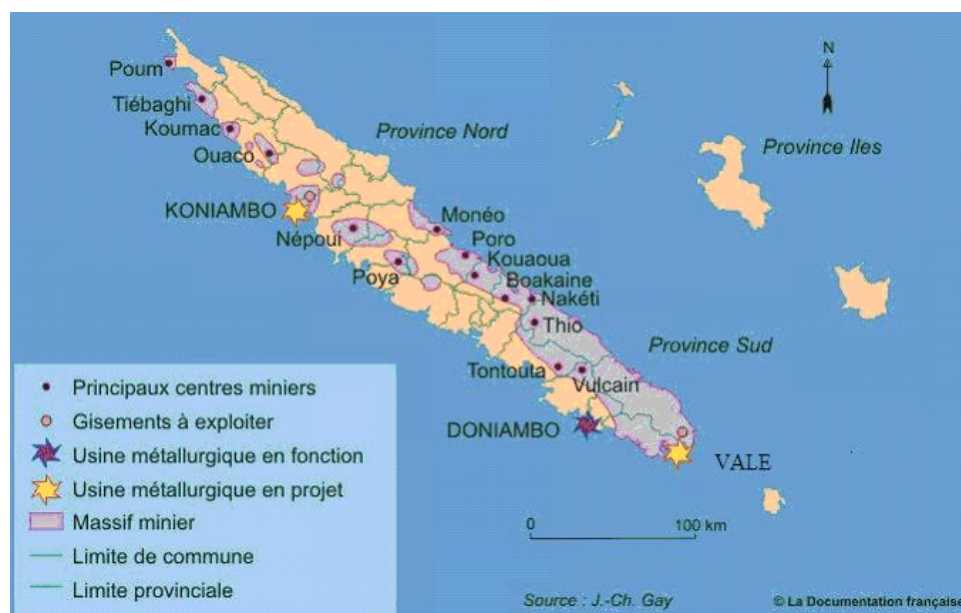 N
Poum
Tiébaghi
Koumac
Ouaco
Province Nord
Province Iles
KONIAMBO
Népoui
Monéo
Poro
Kouaoua
Boakaine
Poya
Nakéti
Thio
Province Sud
Tontouta
Vulcain
DONIAMBO
VALE
Principaux centres miniers
Gisements à exploiter
Usine métallurgique en fonction
Usine métallurgique en projet
Massif minier
Limite de commune
Limite provinciale
0 100 km
Source : J.-Ch. Gay
© La Documentation française